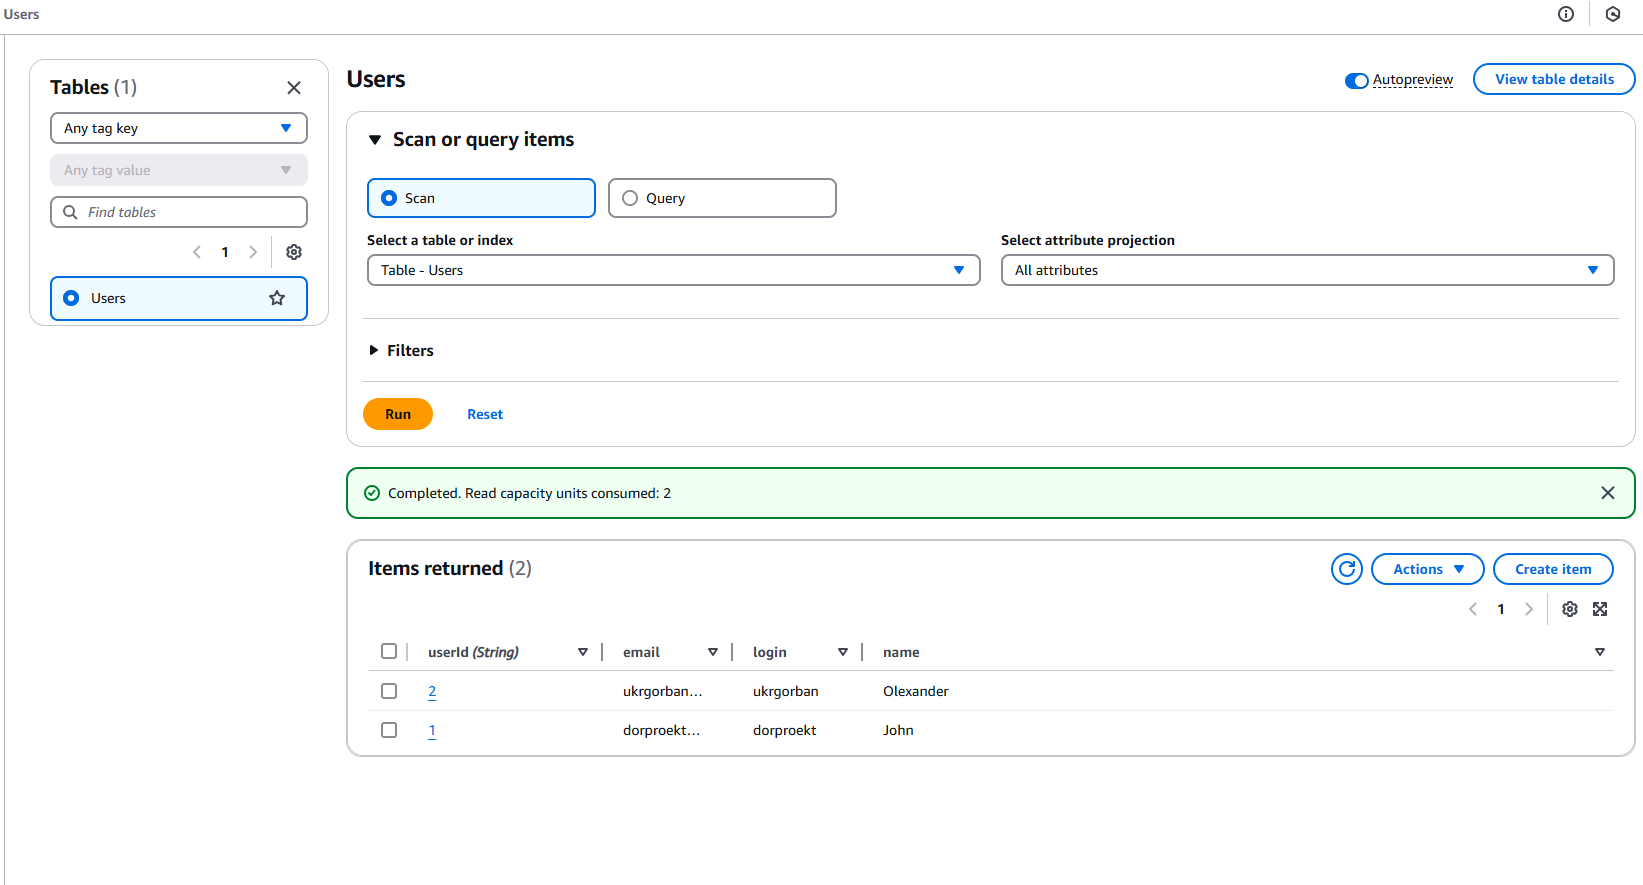 Users
Tables (1)
Any tag key
Any tag value
Find tables
1
Users
Users
Autopreview
View table details
Scan or query items
Scan
Query
Select a table or index
Select attribute projection
Table - Users
All attributes
Filters
Run
Reset
Completed. Read capacity units consumed: 2
Items returned (2)
Actions
Create item
1
userId (String)
email
login
name
2
ukrgorban...
ukrgorban
Olexander
1
dorproekt...
dorproekt
John